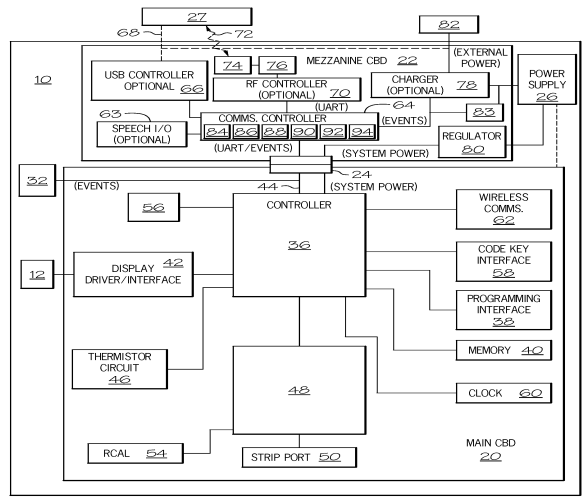 27
68
72
82
10
74
76
MEZZANINE CBD 22
(EXTERNAL
POWER)
USB CONTROLLER
OPTIONAL 66
RF CONTROLLER
(OPTIONAL) 70
CHARGER
(OPTIONAL) 78
POWER
SUPPLY
26
63
(UART)
64
83
SPEECH I/O
(OPTIONAL)
COMMS. CONTROLLER
84 86 88 90 92 94
(EVENTS)
(UART/EVENTS)
REGULATOR
80
(SYSTEM POWER)
32
(EVENTS)
44
24
(SYSTEM POWER)
56
CONTROLLER
36
WIRELESS
COMMS.
62
12
DISPLAY 42
DRIVER/INTERFACE
CODE KEY
INTERFACE
58
PROGRAMMING
INTERFACE
38
THERMISTOR
CIRCUIT
46
48
MEMORY 40
CLOCK 60
RCAL 54
STRIP PORT 50
MAIN CBD
20